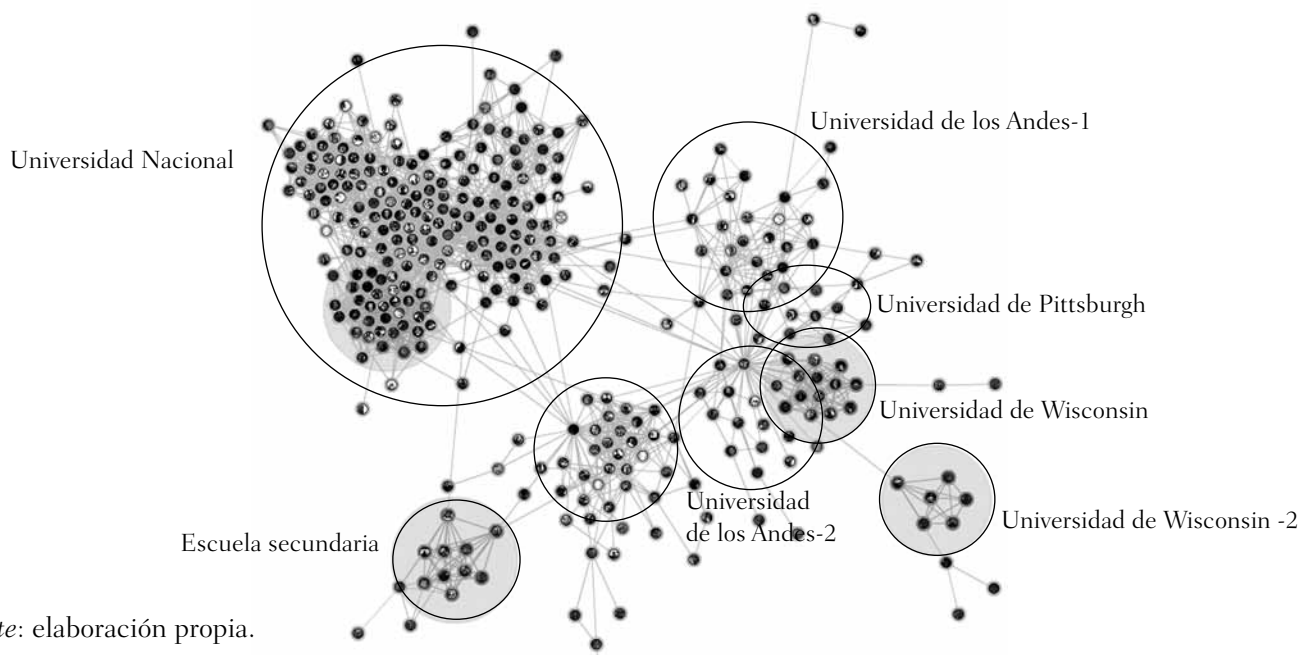 Universidad de los Andes-1
Universidad Nacional
Universidad de Pittsburgh
Universidad de Wisconsin
Universidad
de los Andes-2
Universidad de Wisconsin -2
Escuela secundaria
te: elaboración propia.